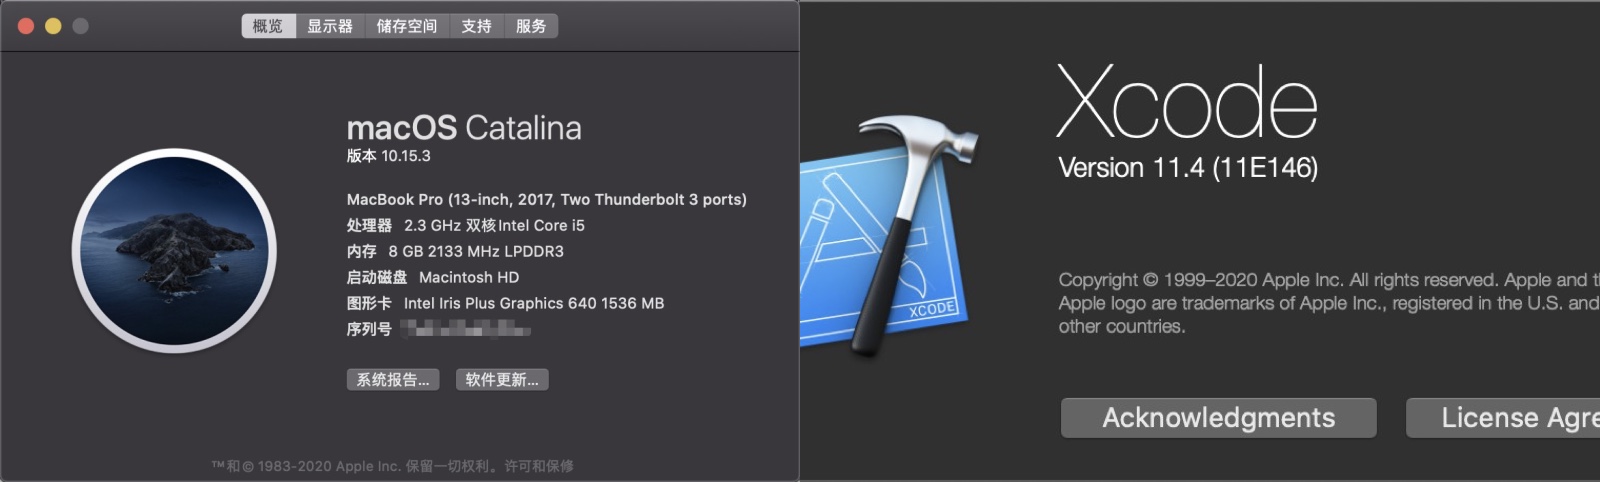 概览 显示器 储存空间 支持 服务
macOS Catalina
版本 10.15.3
MacBook Pro (13-inch, 2017, Two Thunderbolt 3 ports)
处理器 2.3 GHz 双核Intel Core i5
内存 8 GB 2133 MHz LPDDR3
启动磁盘 Macintosh HD
图形卡 Intel Iris Plus Graphics 640 1536 MB
序列号
系统报告... 软件更新...
™和© 1983-2020 Apple Inc. 保留一切权利。许可和保修
XCODE
Xcode
Version 11.4 (11E146)
Copyright © 1999–2020 Apple Inc. All rights reserved. Apple and
Apple logo are trademarks of Apple Inc., registered in the U.S. and
other countries.
Acknowledgments License